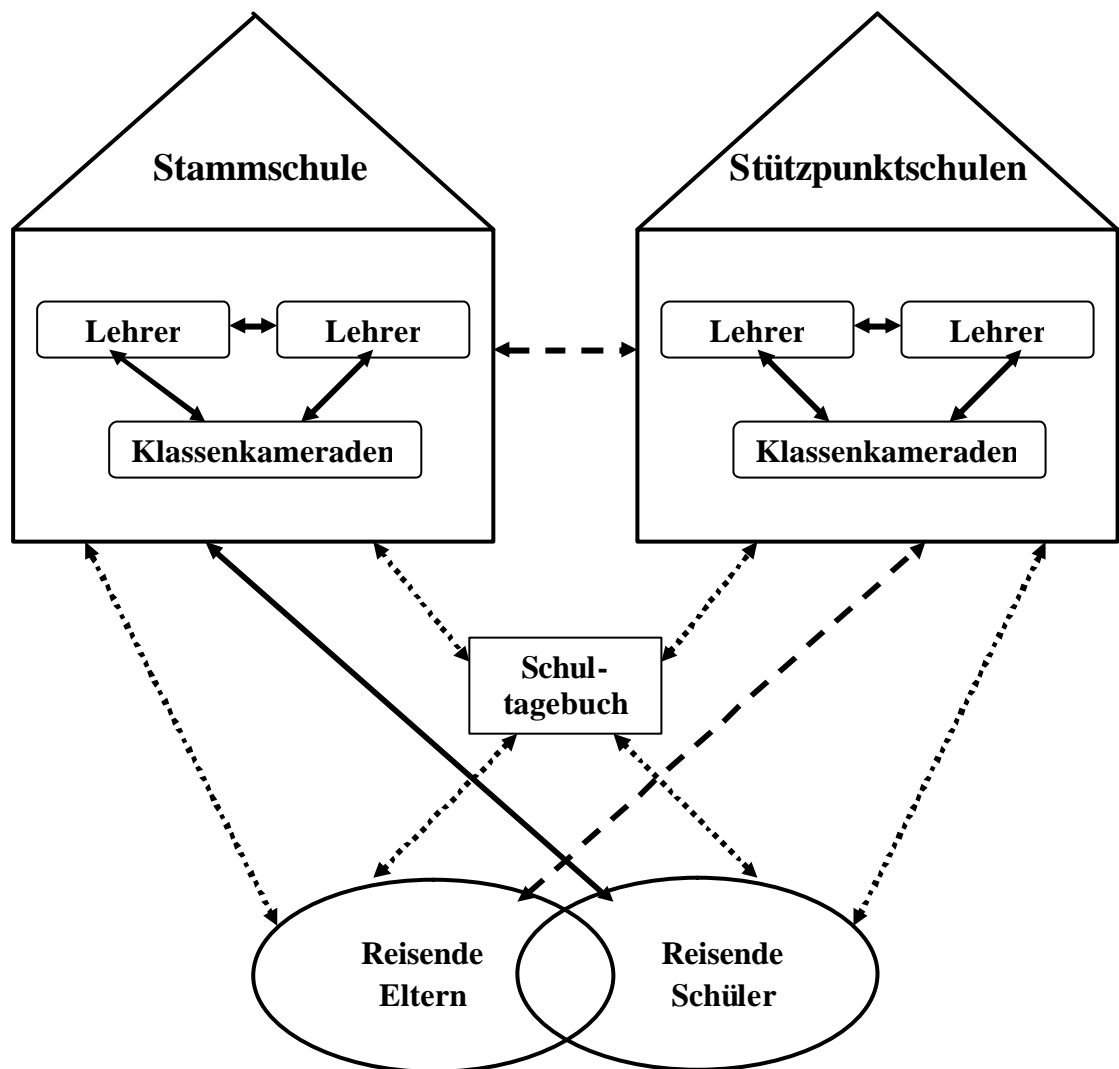 Stammschule
Stützpunktschulen
Lehrer
Lehrer
Lehrer
Lehrer
Klassenkameraden
Klassenkameraden
Schul-
tagebuch
Reisende
Eltern
Reisende
Schüler